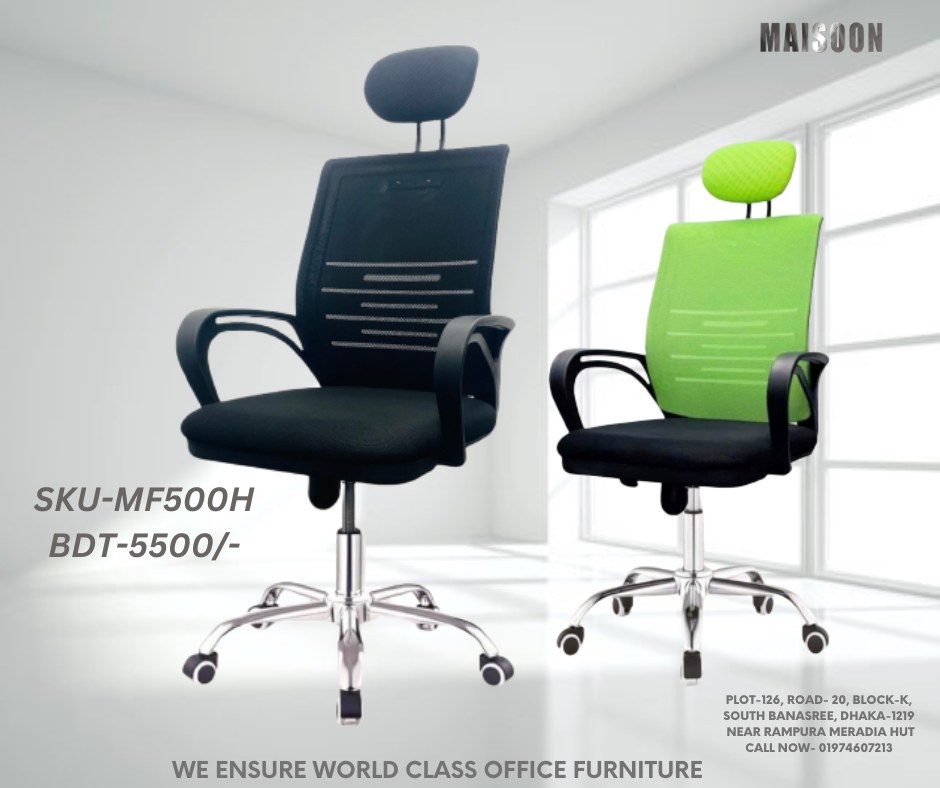 MAISOON
SKU-MF500H
BDT-5500/-
PLOT-126, ROAD- 20, BLOCK-K,
SOUTH BANASREE, DHAKA-1219
NEAR RAMPURA MERADIA HUT
CALL NOW- 01974607213
WE ENSURE WORLD CLASS OFFICE FURNITURE